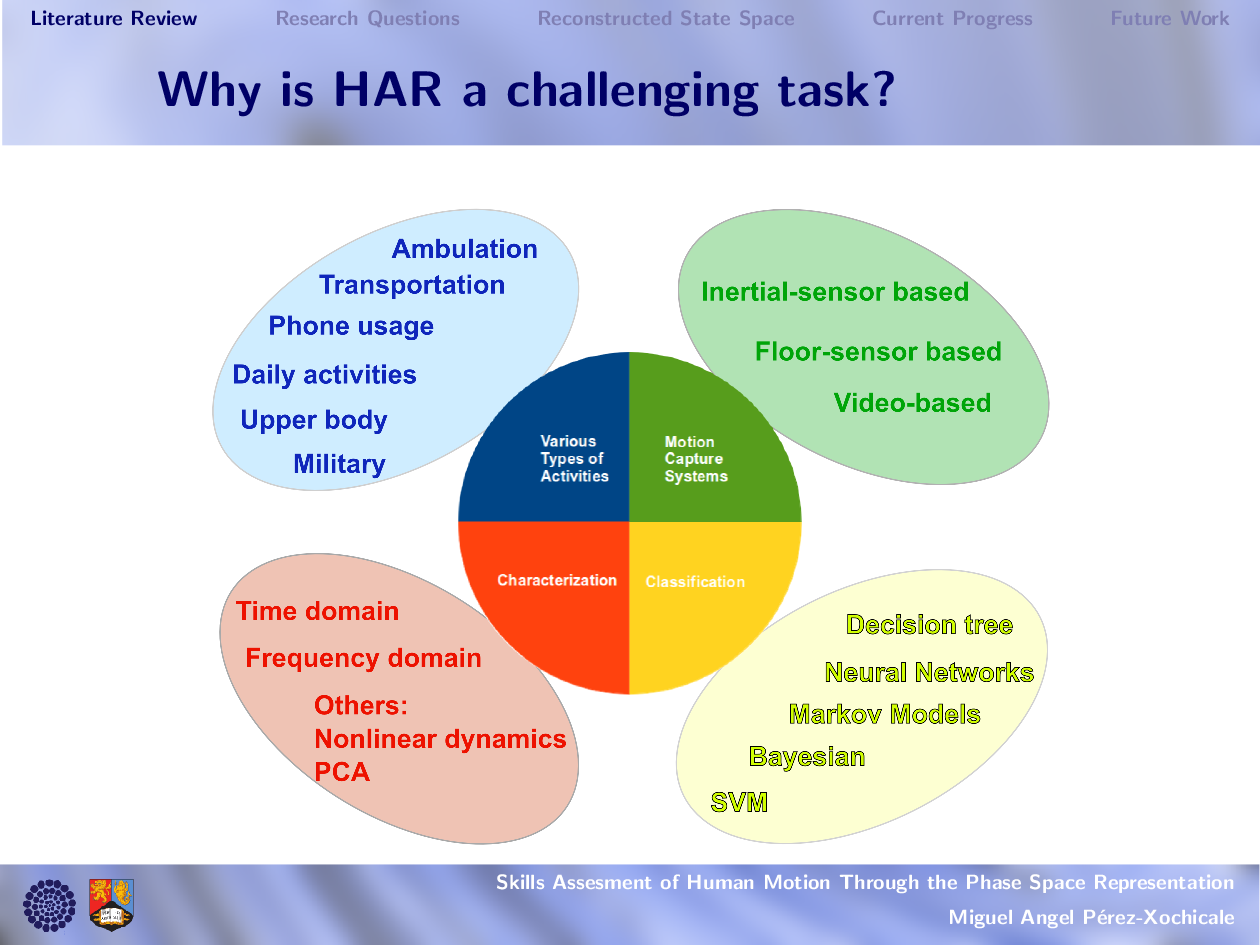 Literature Review Research Questions Reconstructed State Space Current Progress Future Work
Why is HAR a challenging task?
Ambulation
Transportation
Phone usage
Daily activities
Upper body
Military
Inertial-sensor based
Floor-sensor based
Video-based
Various
Types of
Activities
Motion
Capture
Systems
Characterization
Classification
Time domain
Frequency domain
Others:
Nonlinear dynamics
PCA
Decision tree
Neural Networks
Markov Models
Bayesian
SVM
Skills Assesment of Human Motion Through the Phase Space Representation
Miguel Angel Pérez-Xochicale